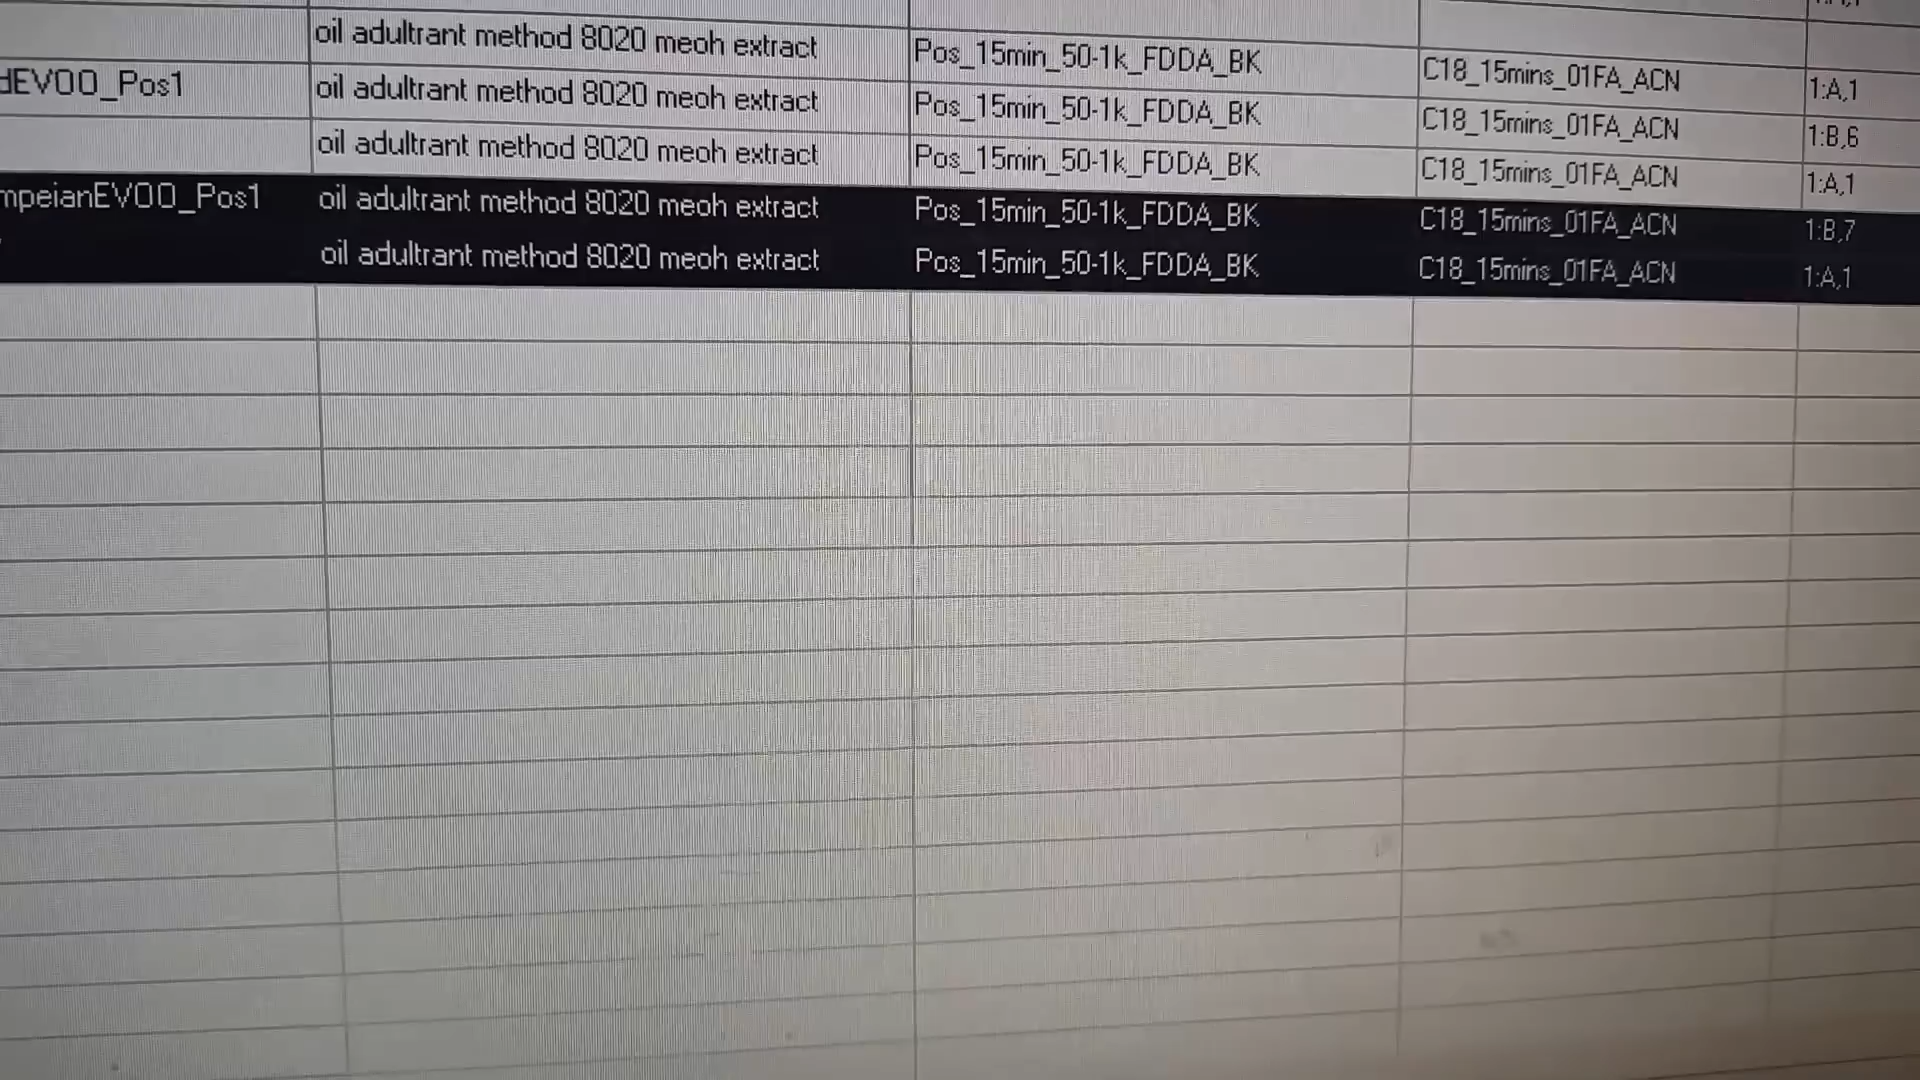 oil adultrant method 8020 meoh extract Pos_15min_50-1k_FDDA_BK C18_15mins_01FA_ACN 1:A,1
dEVOO_Pos1 oil adultrant method 8020 meoh extract Pos_15min_50-1k_FDDA_BK C18_15mins_01FA_ACN 1:B,6
oil adultrant method 8020 meoh extract Pos_15min_50-1k_FDDA_BK C18_15mins_01FA_ACN 1:A,1
mpeianEVOO_Pos1 oil adultrant method 8020 meoh extract Pos_15min_50-1k_FDDA_BK C18_15mins_01FA_ACN 1:B,7
oil adultrant method 8020 meoh extract Pos_15min_50-1k_FDDA_BK C18_15mins_01FA_ACN 1:A,1